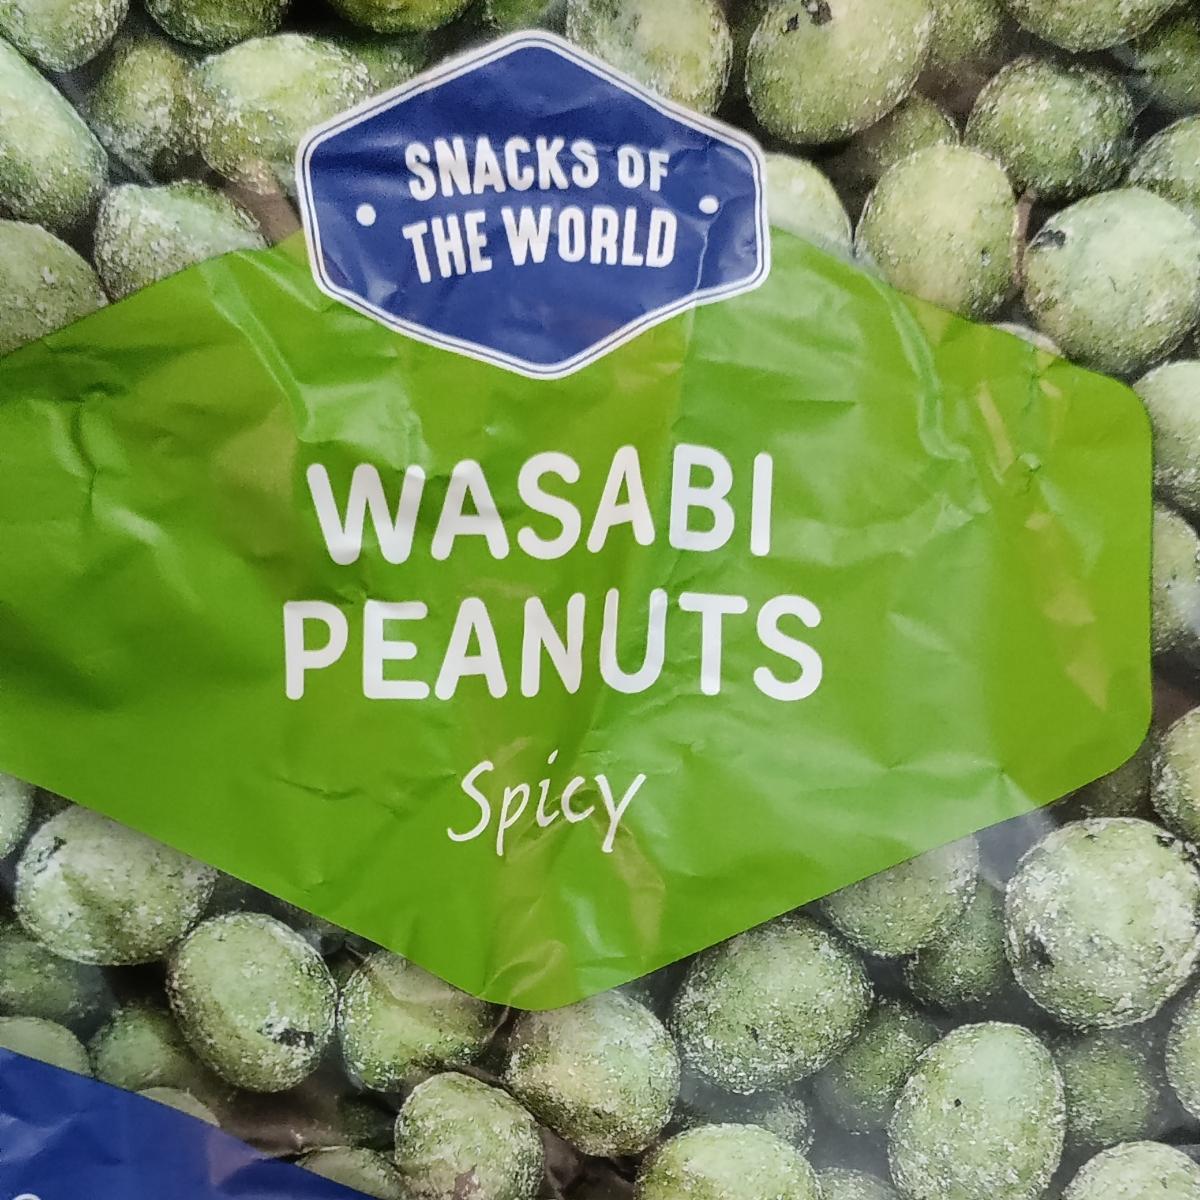 SNACKS OF
THE WORLD
WASABI
PEANUTS
Spicy